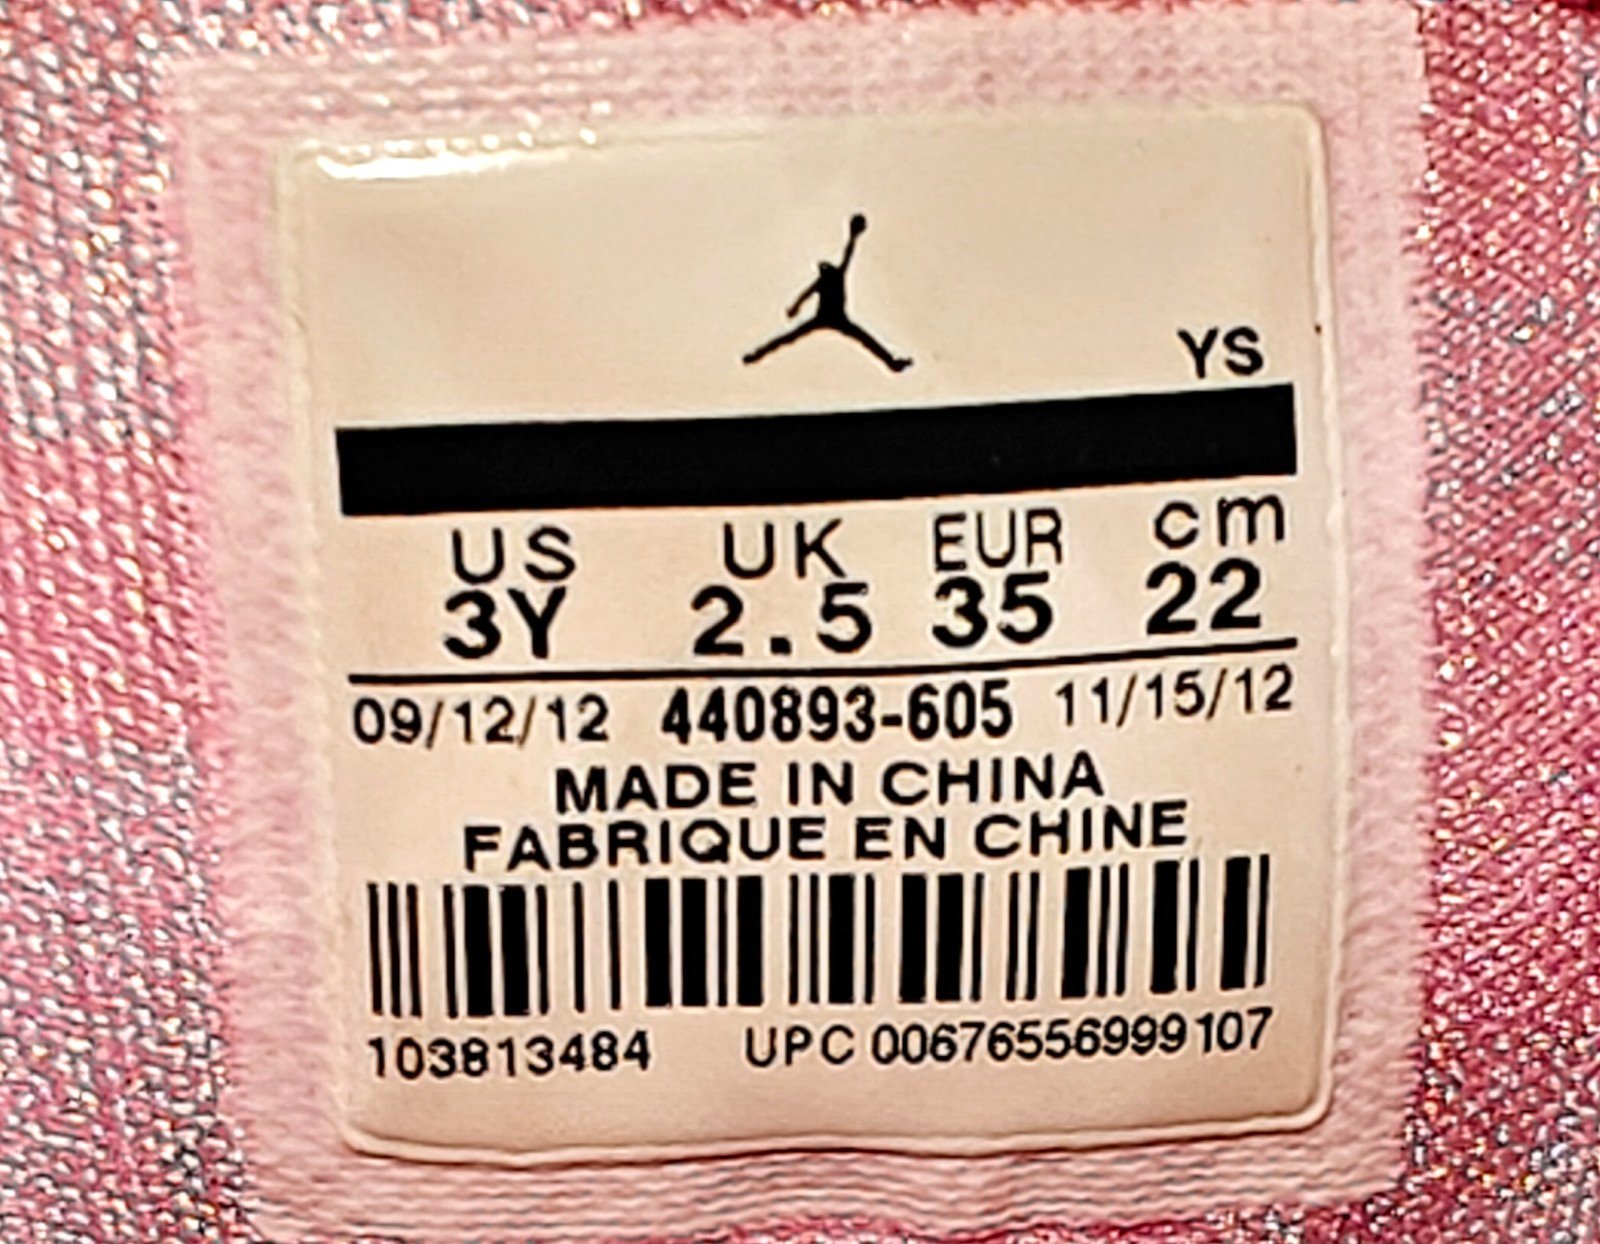 YS
US UK EUR cm
3Y 2.5 35 22
09/12/12 440893-605 11/15/12
MADE IN CHINA
FABRIQUE EN CHINE
103813484 UPC 00676556999107